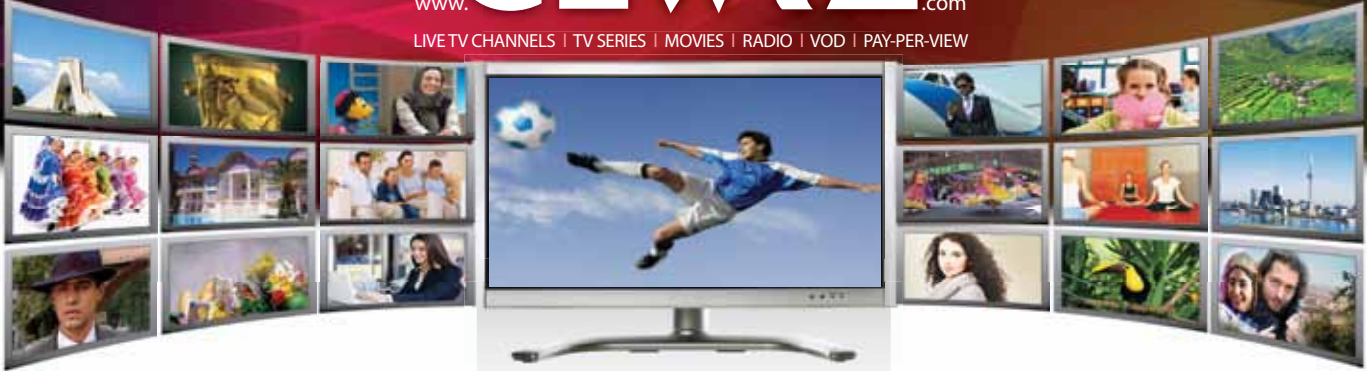 www. .com
LIVE TV CHANNELS | TV SERIES | MOVIES | RADIO | VOD | PAY-PER-VIEW